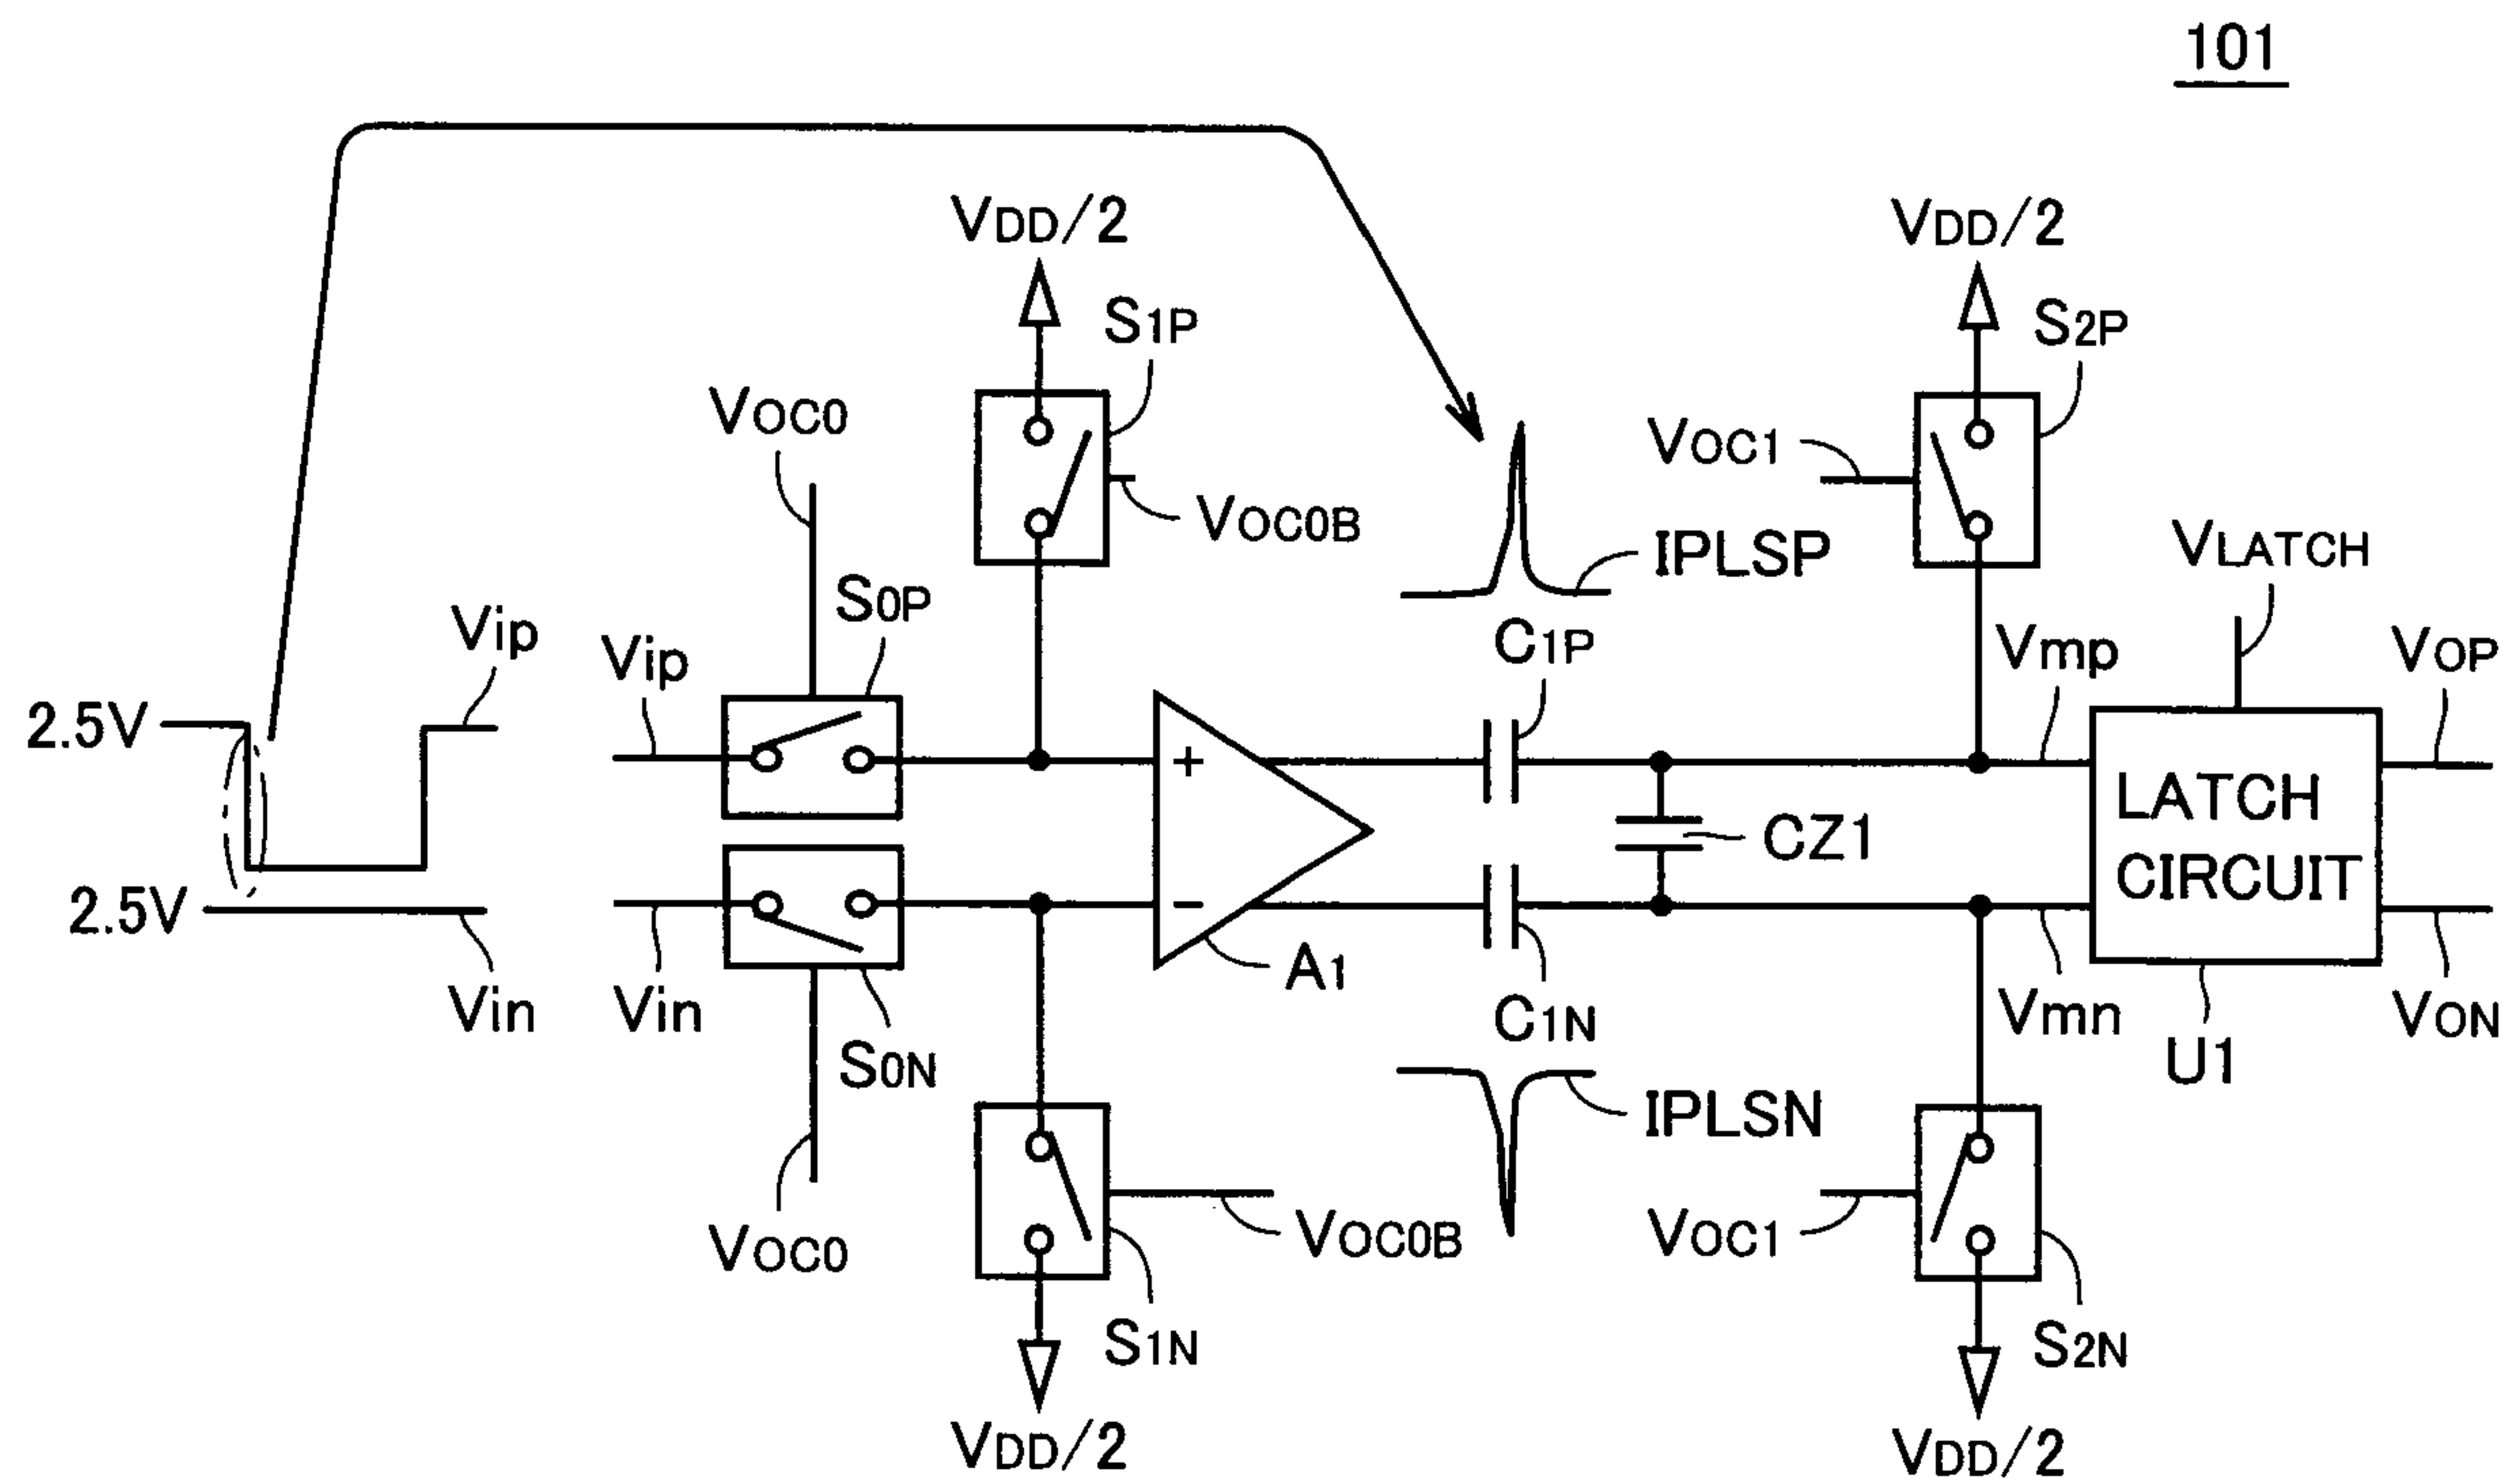 101
VDD/2
VDD/2
S1P
S2P
VOC0
VOC1
VOC0B
IPLSP
VLATCH
S0P
Vip
Vip
C1P
Vmp
VOP
2.5V
+
LATCH
CIRCUIT
CZ1
2.5V
−
A1
Vin
Vin
C1N
Vmn
VON
S0N
U1
IPLSN
VOC0
VOC0B
VOC1
S1N
S2N
VDD/2
VDD/2